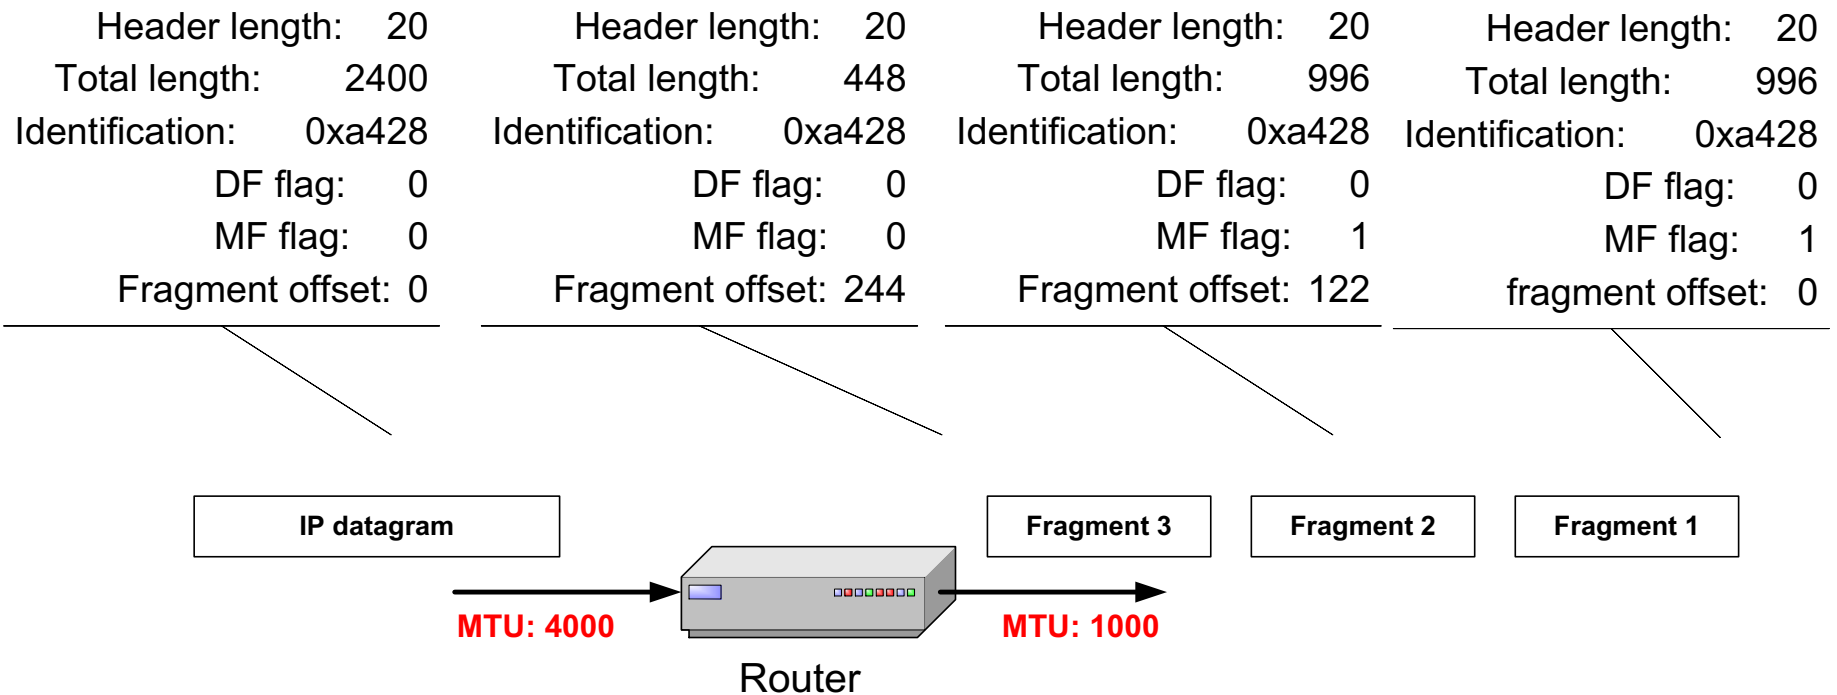 Header length: 20
Total length: 2400
Identification: 0xa428
DF flag: 0
MF flag: 0
Fragment offset: 0
Header length: 20
Total length: 448
Identification: 0xa428
DF flag: 0
MF flag: 0
Fragment offset: 244
Header length: 20
Total length: 996
Identification: 0xa428
DF flag: 0
MF flag: 1
Fragment offset: 122
Header length: 20
Total length: 996
Identification: 0xa428
DF flag: 0
MF flag: 1
fragment offset: 0
IP datagram
Fragment 3
Fragment 2
Fragment 1
MTU: 4000
MTU: 1000
Router